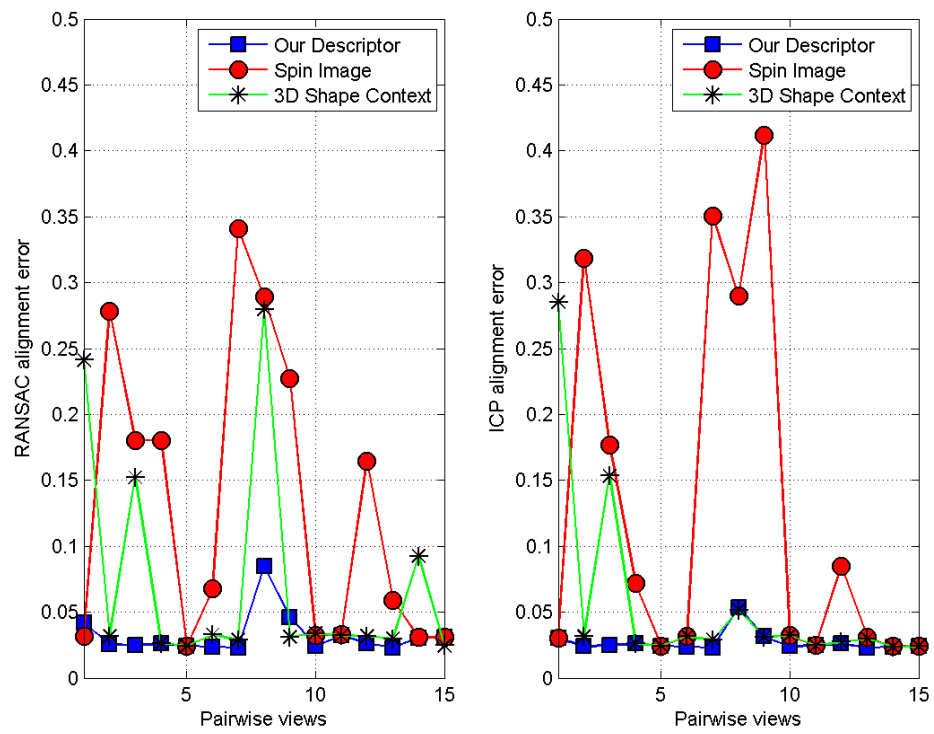 0.5
0.45
0.4
0.35
0.3
0.25
0.2
0.15
0.1
0.05
0
5
10
15
RANSAC alignment error
Pairwise views
Our Descriptor
Spin Image
3D Shape Context
0.5
0.45
0.4
0.35
0.3
0.25
0.2
0.15
0.1
0.05
0
5
10
15
ICP alignment error
Pairwise views
Our Descriptor
Spin Image
3D Shape Context